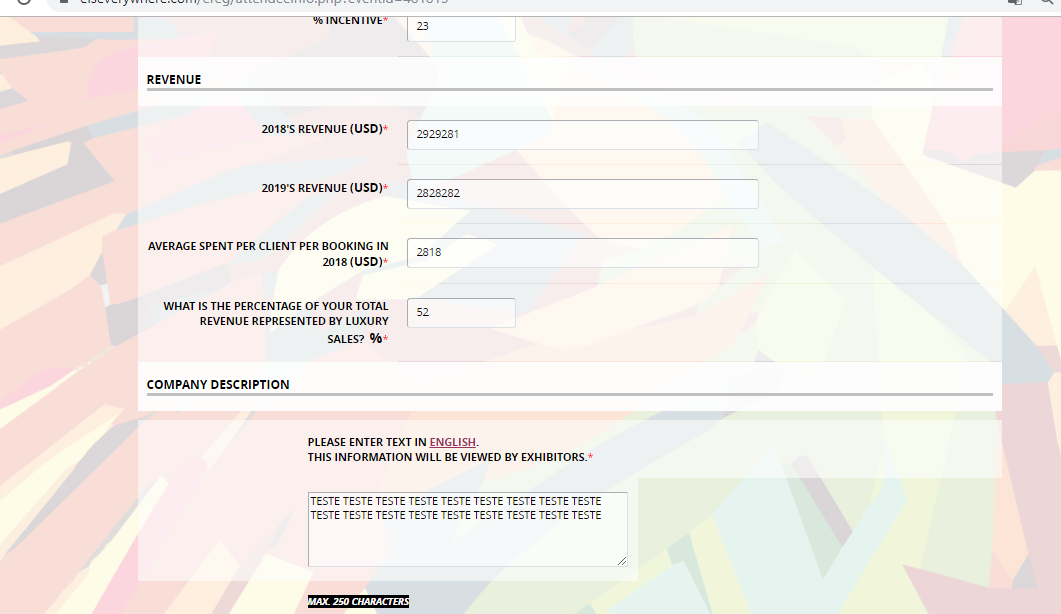 % INCENTIVE*
23
REVENUE
2018'S REVENUE (USD)*
2929281
2019'S REVENUE (USD)*
2828282
AVERAGE SPENT PER CLIENT PER BOOKING IN
2018 (USD)*
2818
WHAT IS THE PERCENTAGE OF YOUR TOTAL
REVENUE REPRESENTED BY LUXURY
SALES? %*
52
COMPANY DESCRIPTION
PLEASE ENTER TEXT IN ENGLISH.
THIS INFORMATION WILL BE VIEWED BY EXHIBITORS.*
TESTE TESTE TESTE TESTE TESTE TESTE TESTE TESTE TESTE
TESTE TESTE TESTE TESTE TESTE TESTE TESTE TESTE TESTE
MAX. 250 CHARACTERS